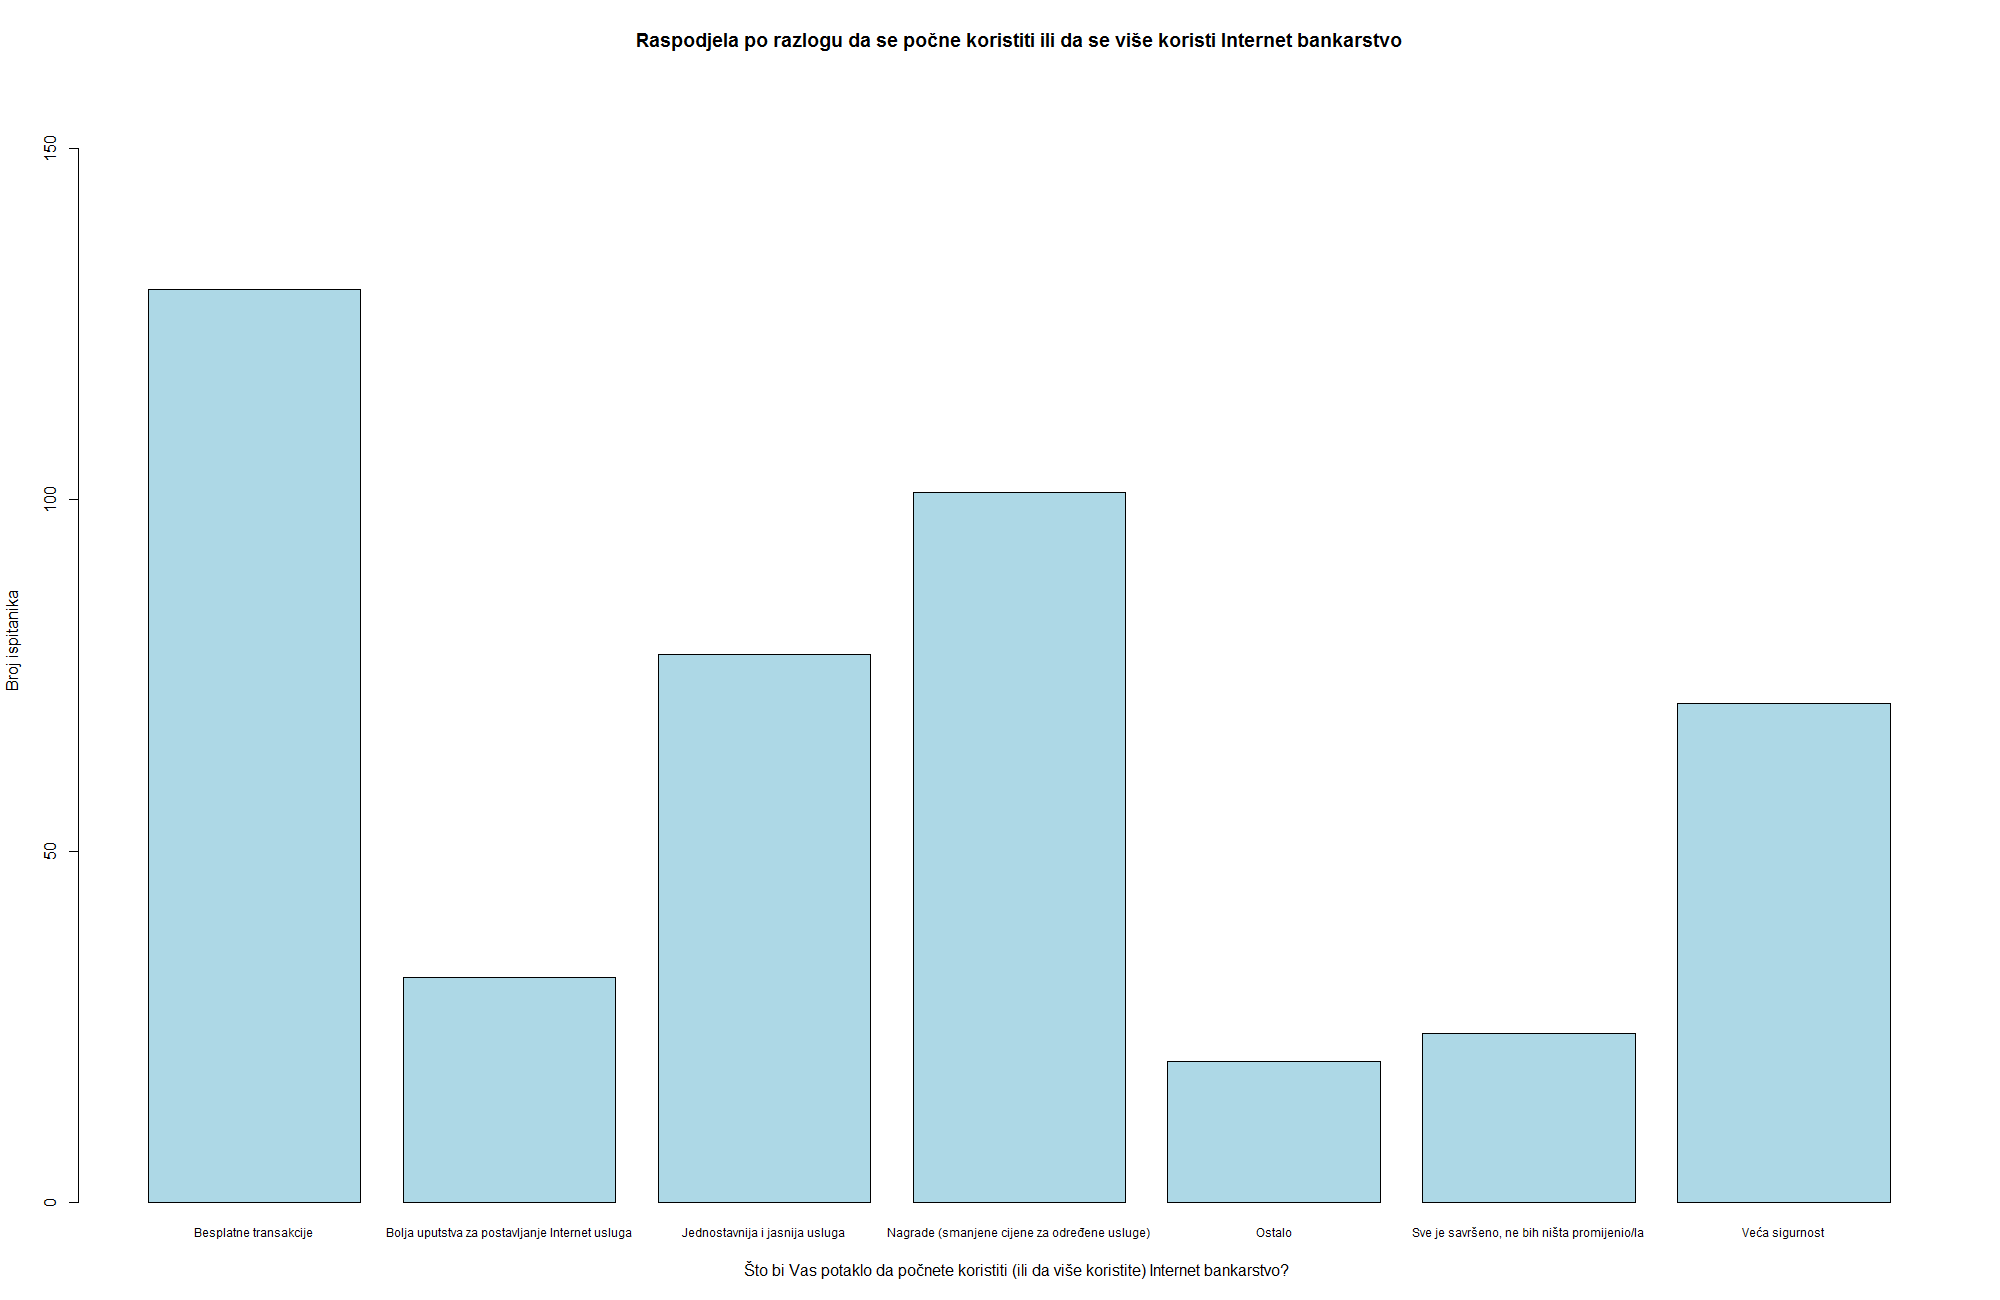 Raspodjela po razlogu da se počne koristiti ili da se više koristi Internet bankarstvo
150
100
50
0
Broj ispitanika
Besplatne transakcije
Bolja uputstva za postavljanje Internet usluga
Jednostavnija i jasnija usluga
Nagrade (smanjene cijene za određene usluge)
Ostalo
Sve je savršeno, ne bih ništa promijenio/la
Veća sigurnost
Što bi Vas potaklo da počnete koristiti (ili da više koristite) Internet bankarstvo?